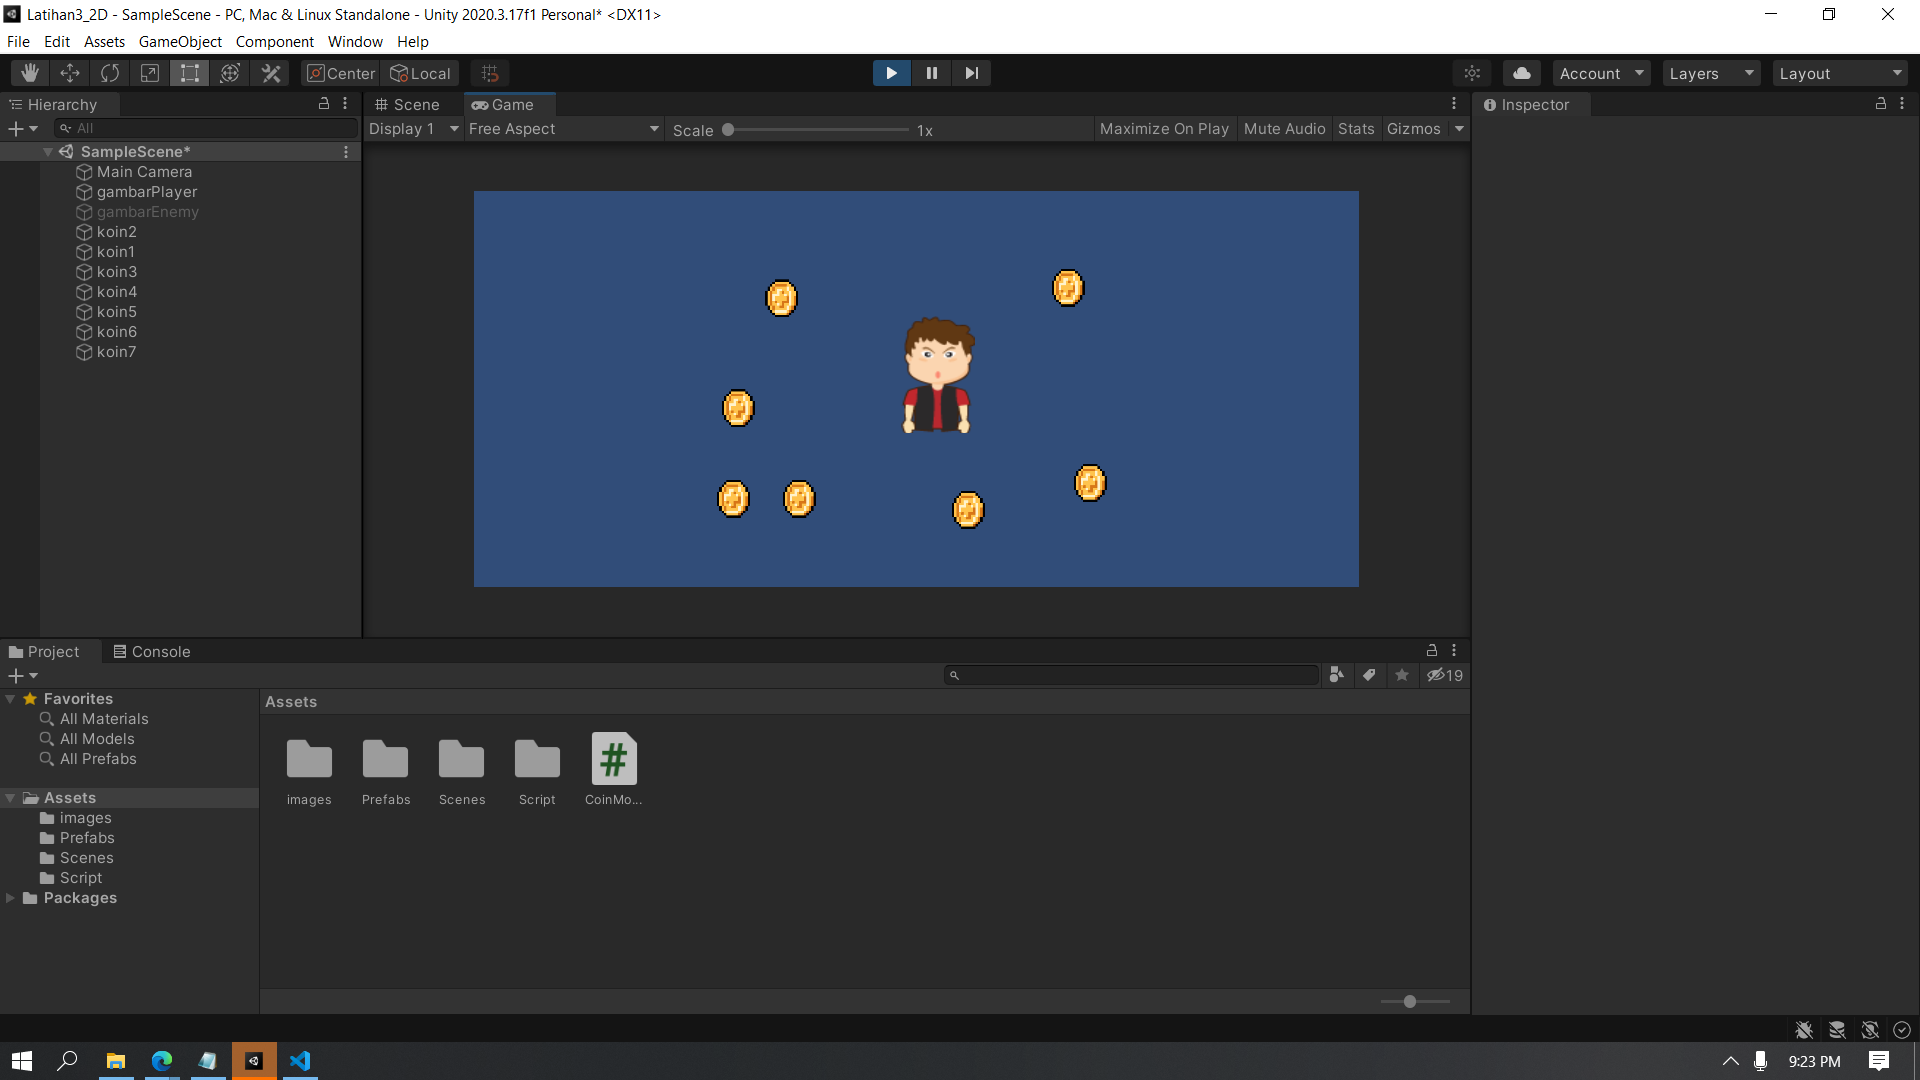 Latihan3_2D - SampleScene - PC, Mac & Linux Standalone - Unity 2020.3.17f1 Personal* <DX11>
File Edit Assets GameObject Component Window Help
Center Local Account Layers Layout
Hierarchy
All
SampleScene*
Main Camera
gambarPlayer
gambarEnemy
koin2
koin1
koin3
koin4
koin5
koin6
koin7
Scene Game
Display 1 Free Aspect Scale 1x Maximize On Play Mute Audio Stats Gizmos
Inspector
Project Console
19
Favorites
All Materials
All Models
All Prefabs
Assets
images
Prefabs
Scenes
Script
Packages
Assets
images Prefabs Scenes Script CoinMo...
9:23 PM